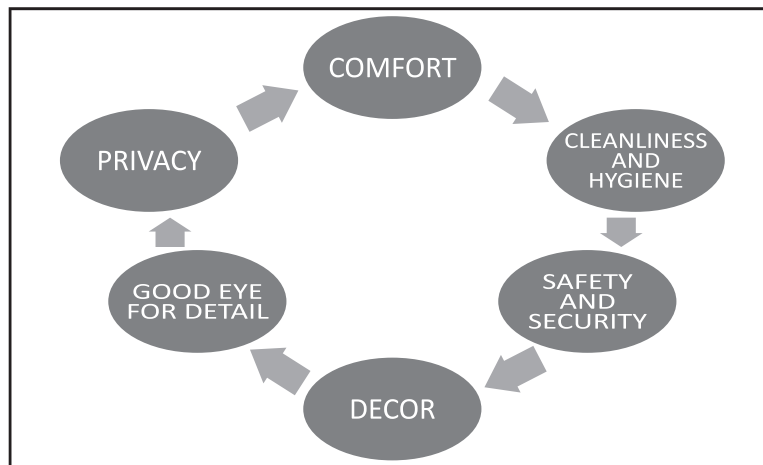 COMFORT
CLEANLINESS
AND
HYGIENE
SAFETY
AND
SECURITY
DECOR
GOOD EYE
FOR DETAIL
PRIVACY